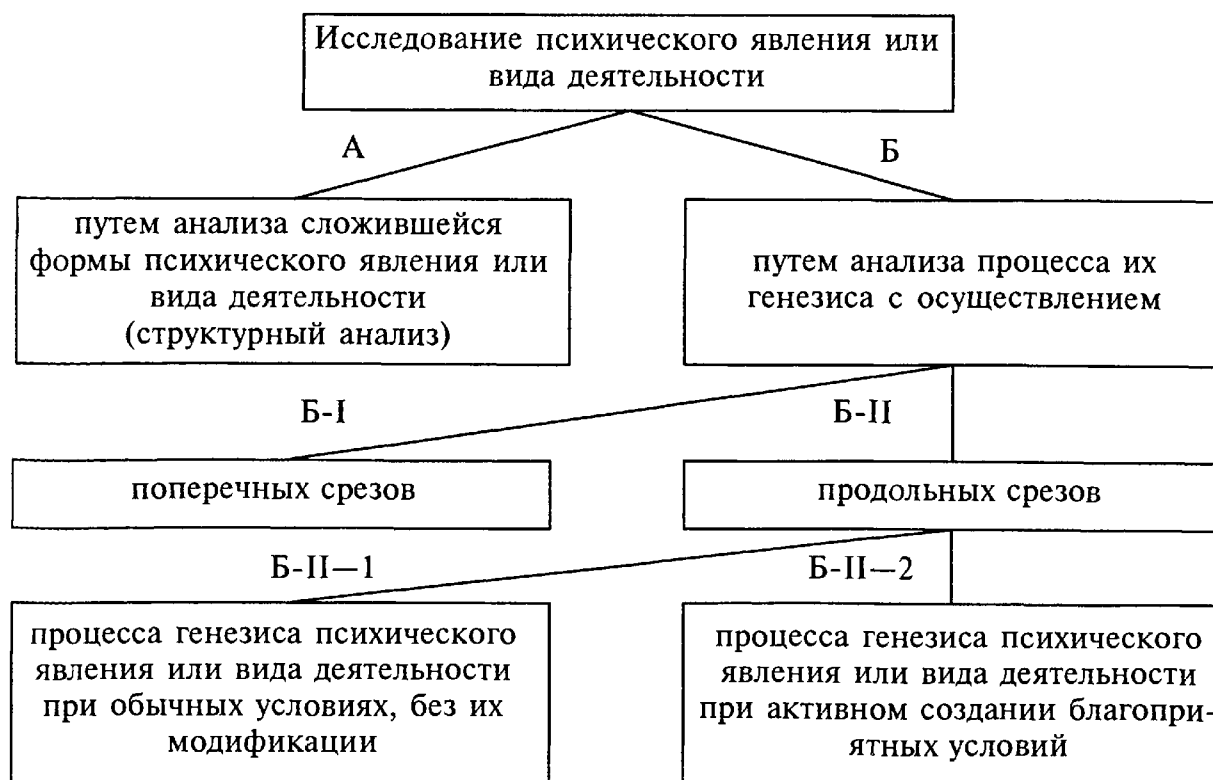 Исследование психического явления или
вида деятельности
А
Б
путем анализа сложившейся
формы психического явления или
вида деятельности
(структурный анализ)
путем анализа процесса их
генезиса с осуществлением
Б-I
Б-II
поперечных срезов
продольных срезов
Б-II—1
Б-II—2
процесса генезиса психического
явления или вида деятельности
при обычных условиях, без их
модификации
процесса генезиса психического
явления или вида деятельности
при активном создании благопри-
ятных условий